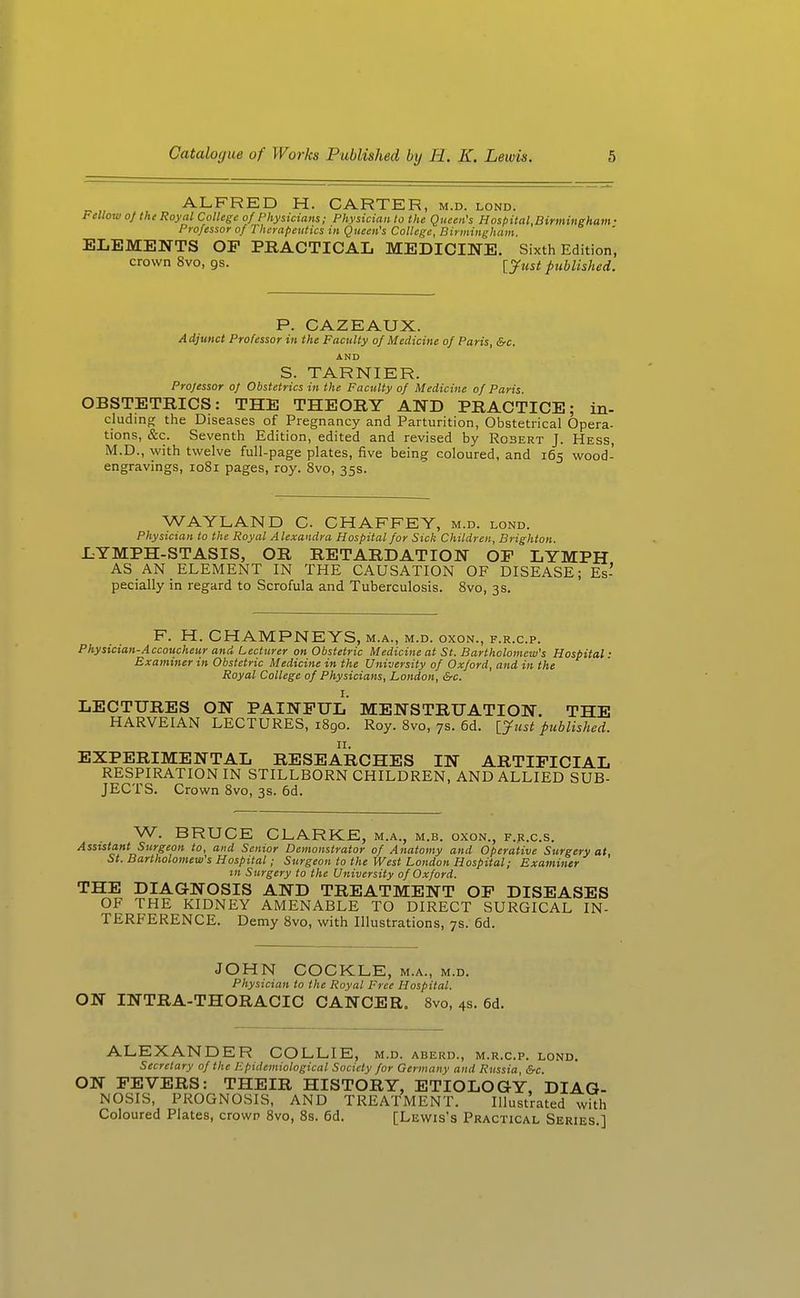 Catalogue of Works Published by H. K. Lewis. 5
ALFRED H. CARTER, M.D. LOND.
Fellow of the Royal College of Physicians; Physician to the Queen's Hospital, Birmingham;
Professor of Therapeutics in Queen's College, Birmingham.
ELEMENTS OF PRACTICAL MEDICINE. Sixth Edition,
crown 8vo, 9s. [Just published.
P. CAZEAUX.
Adjunct Professor in the Faculty of Medicine of Paris, &c.
AND
S. TARNIER.
Professor of Obstetrics in the Faculty of Medicine of Paris.
OBSTETRICS: THE THEORY AND PRACTICE; in-
cluding the Diseases of Pregnancy and Parturition, Obstetrical Opera-
tions, &c. Seventh Edition, edited and revised by ROBERT J. HESS,
M.D., with twelve full-page plates, five being coloured, and 165 wood-
engravings, 1081 pages, roy. 8vo, 35s.
WAYLAND C. CHAFFEY, M.D. LOND.
Physician to the Royal Alexandra Hospital for Sick Children, Brighton.
LYMPH-STASIS, OR RETARDATION OF LYMPH,
AS AN ELEMENT IN THE CAUSATION OF DISEASE; Es-
pecially in regard to Scrofula and Tuberculosis. 8vo, 3s.
F. H. CHAMPNEYS, M.A., M.D. OXON., F.R.C.P.
Physician-Accoucheur and Lecturer on Obstetric Medicine at St. Bartholomew's Hospital:
Examiner in Obstetric Medicine in the University of Oxford, and in the
Royal College of Physicians, London, &c.
I.
LECTURES ON PAINFUL MENSTRUATION. THE
HARVEIAN LECTURES, 1890. Roy. 8vo, 7s. 6d. [Just published.
II.
EXPERIMENTAL RESEARCHES IN ARTIFICIAL
RESPIRATION IN STILLBORN CHILDREN, AND ALLIED SUB-
JECTS. Crown 8vo, 3s. 6d.
W. BRUCE CLARKE, M.A., M.B. OXON., F.R.C.S.
Assistant Surgeon to, and Senior Demonstrator of Anatomy and Operative Surgery at,
St. Bartholomew's Hospital; Surgeon to the West London Hospital; Examiner
in Surgery to the University of Oxford.
THE DIAGNOSIS AND TREATMENT OF DISEASES
OF THE KIDNEY AMENABLE TO DIRECT SURGICAL IN-
TERFERENCE. Demy 8vo, with Illustrations, 7s. 6d.
JOHN COCKLE, M.A., M.D.
Physician to the Royal Free Hospital.
ON INTRA-THORACIC CANCER. 8vo, 4s. 6d.
ALEXANDER COLLIE, M.D. ABERD., M.R.C.P. LOND.
Secretary of the Epidemiological Society for Germany and Russia, &c.
ON FEVERS: THEIR HISTORY, ETIOLOGY, DIAG-
NOSIS, PROGNOSIS, AND TREATMENT. Illustrated with
Coloured Plates, crown 8vo, 8s. 6d. [LEWIS'S PRACTICAL SERIES.]